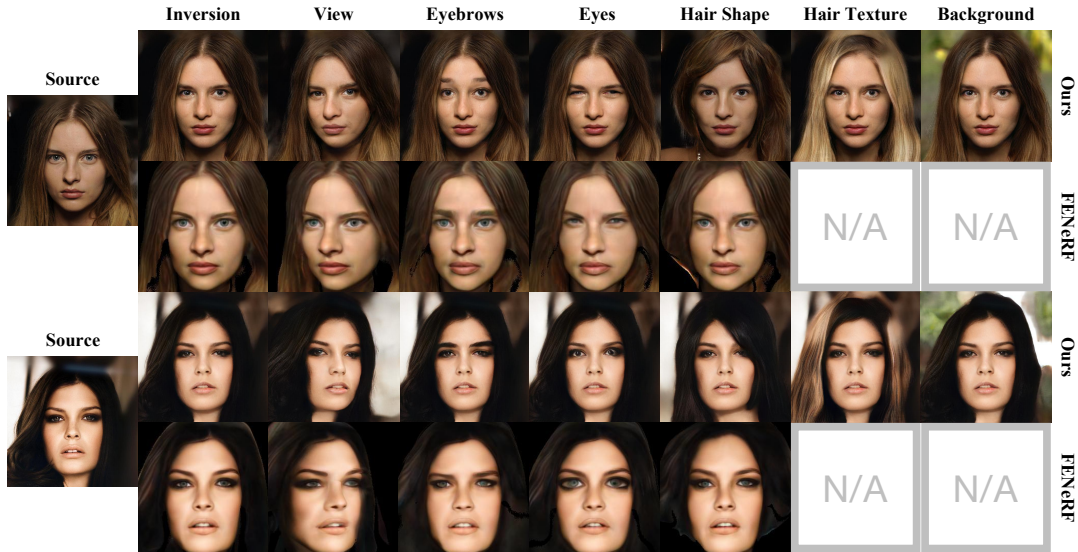 Inversion View Eyebrows Eyes Hair Shape Hair Texture Background
Source
Ours
N/A N/A
FENeRF
Source
Ours
N/A N/A
FENeRF